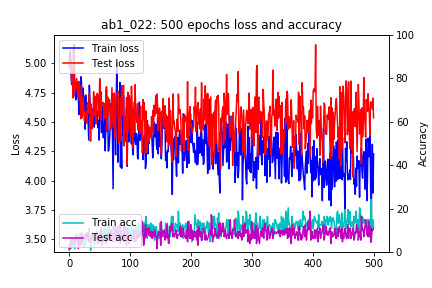 ab1_022: 500 epochs loss and accuracy
Train loss
Test loss
Train acc
Test acc
Loss
Accuracy
5.00
4.75
4.50
4.25
4.00
3.75
3.50
100
80
60
40
20
0
0 100 200 300 400 500